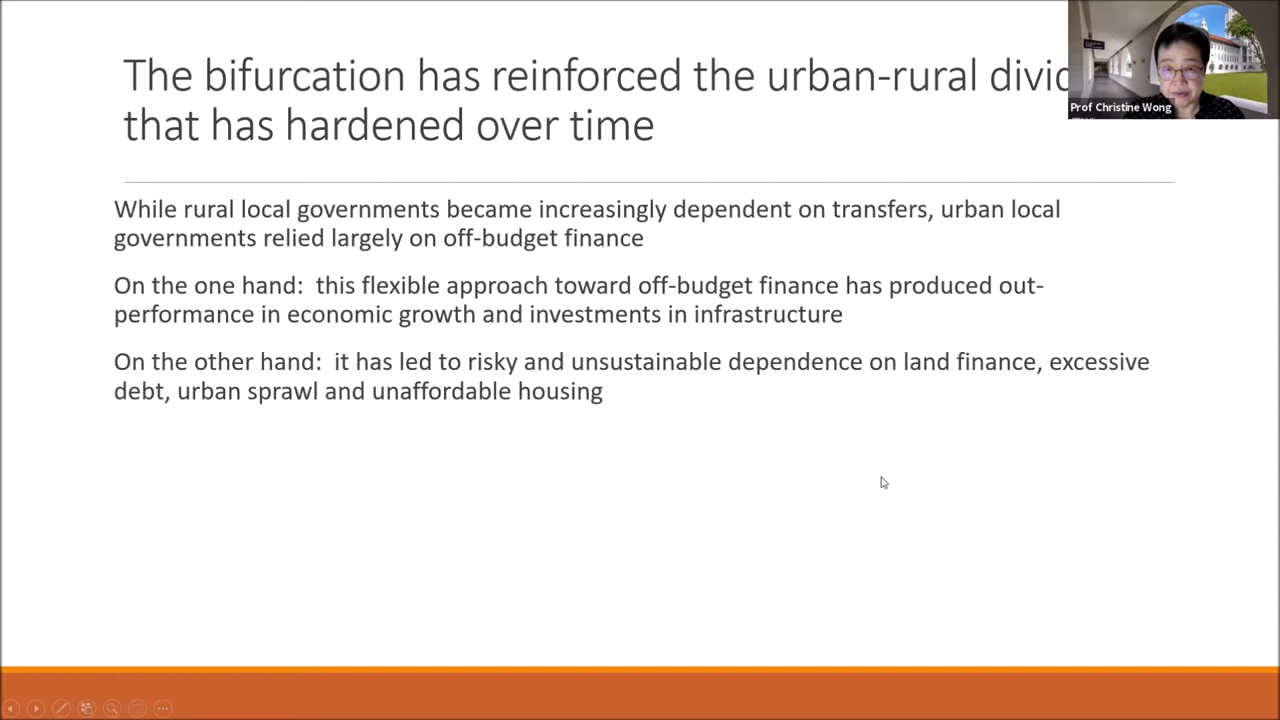 The bifurcation has reinforced the urban-rural
that has hardened over time
Prof Christine Wong
While rural local governments became increasingly dependent on transfers, urban local
governments relied largely on off-budget finance
On the one hand:  this flexible approach toward off-budget finance has produced out-
performance in economic growth and investments in infrastructure
On the other hand:  it has led to risky and unsustainable dependence on land finance, excessive
debt, urban sprawl and unaffordable housing